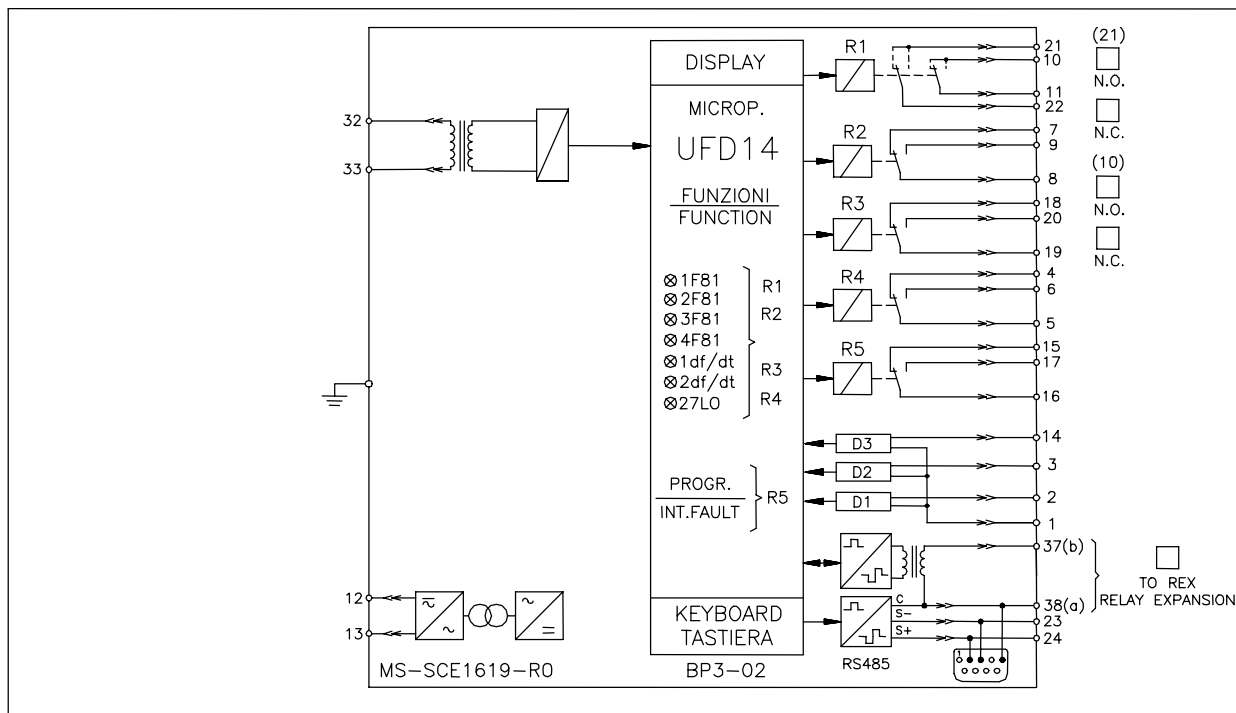 DISPLAY
MICROP.
UFD14
FUNZIONI
FUNCTION
1F81
2F81
3F81
4F81
1df/dt
2df/dt
27LO
R1
R2
R3
R4
PROGR.
INT.FAULT
R5
KEYBOARD
TASTIERA
BP3-02
MS-SCE1619-R0
32
33
12
13
R1
R2
R3
R4
R5
D3
D2
D1
C
S-
S+
RS485
1
21
10
11
22
7
9
8
18
20
19
4
6
5
15
17
16
14
3
2
1
37(b)
38(a)
23
24
(21)
N.O.
N.C.
(10)
N.O.
N.C.
TO REX
RELAY EXPANSION